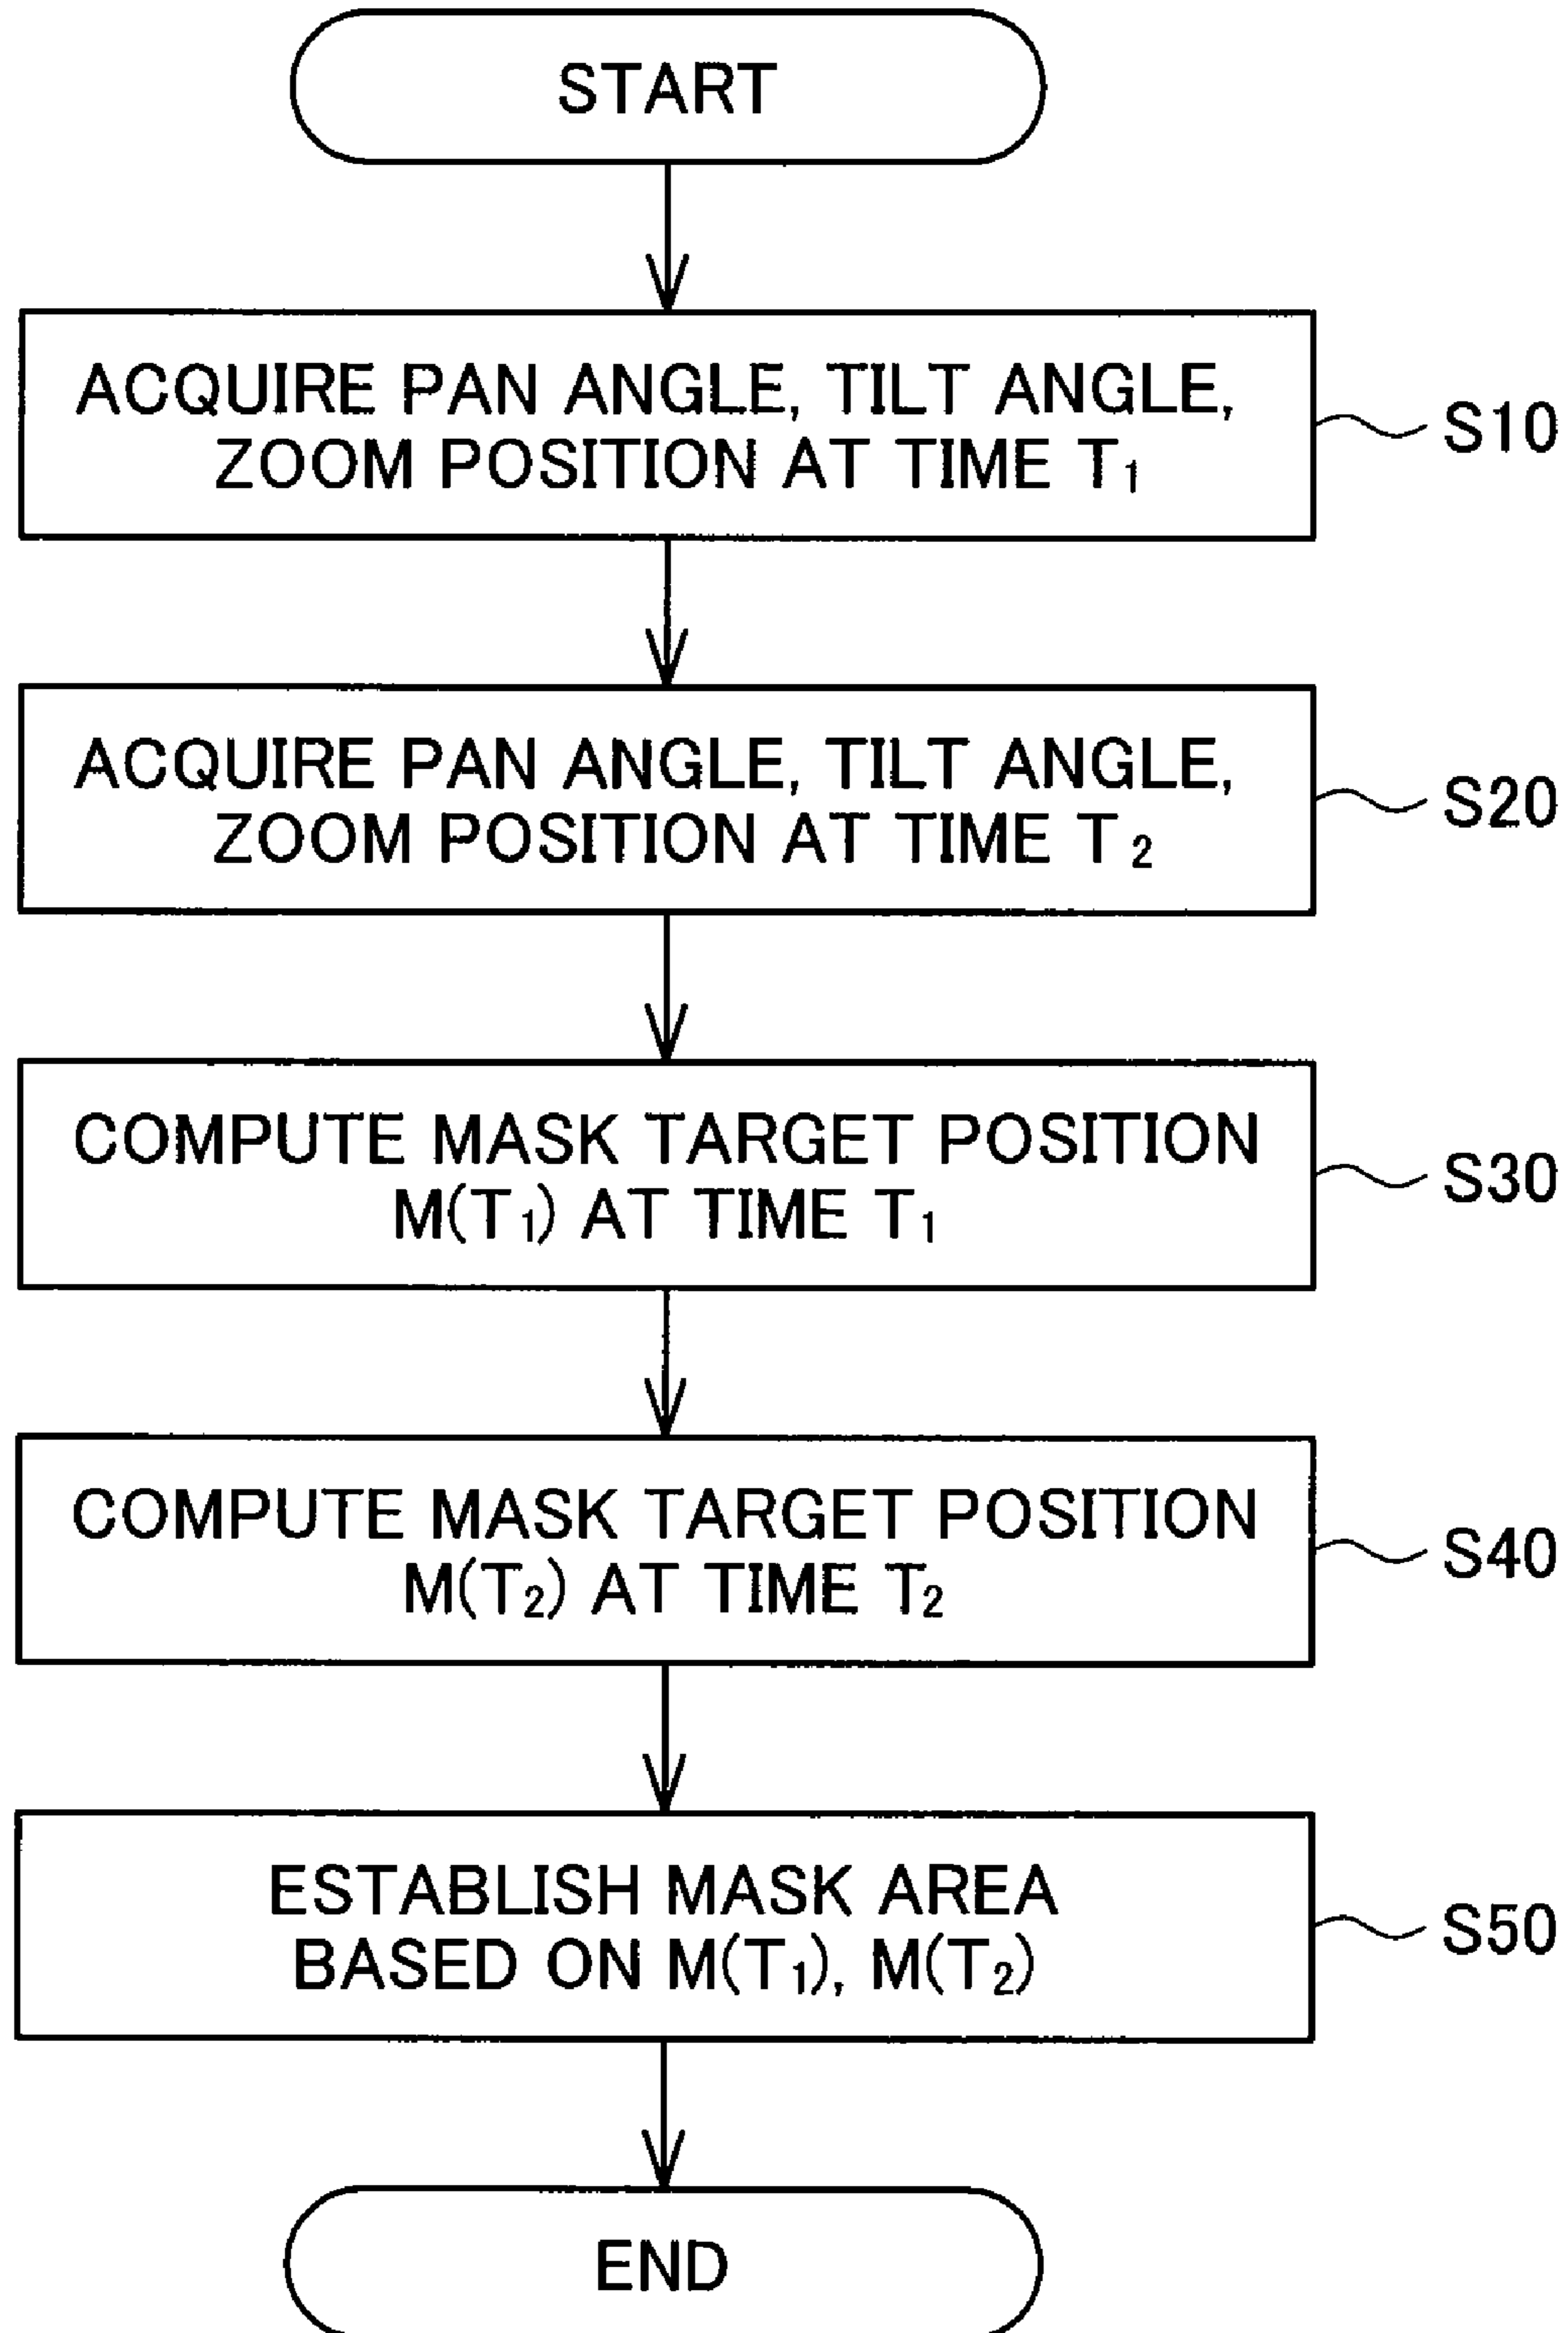 START
ACQUIRE PAN ANGLE, TILT ANGLE,
ZOOM POSITION AT TIME T₁
S10
ACQUIRE PAN ANGLE, TILT ANGLE,
ZOOM POSITION AT TIME T₂
S20
COMPUTE MASK TARGET POSITION
M(T₁) AT TIME T₁
S30
COMPUTE MASK TARGET POSITION
M(T₂) AT TIME T₂
S40
ESTABLISH MASK AREA
BASED ON M(T₁), M(T₂)
S50
END